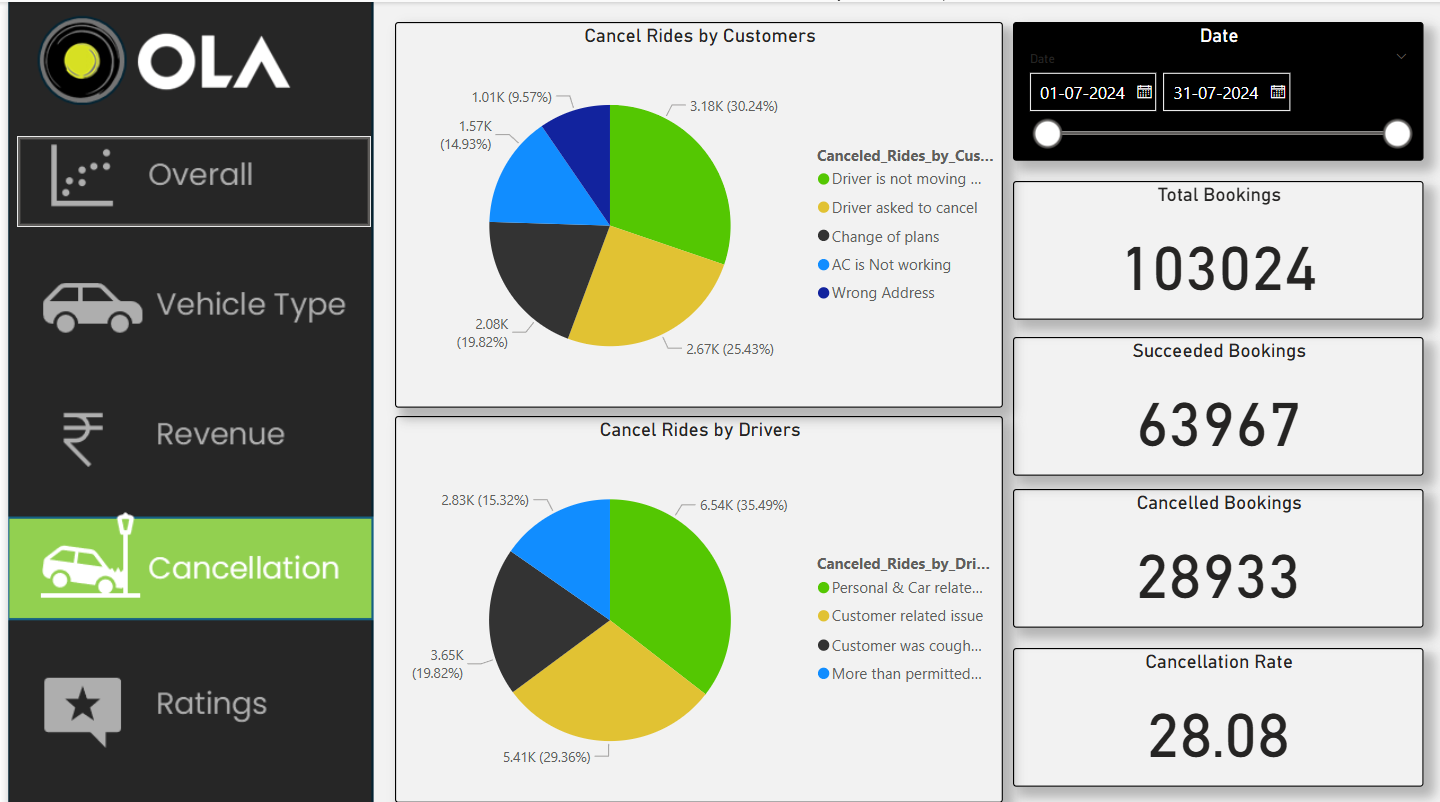 OLA
Overall
Vehicle Type
Revenue
Cancellation
Ratings
Cancel Rides by Customers
1.01K (9.57%)
3.18K (30.24%)
1.57K
(14.93%)
2.08K
(19.82%)
2.67K (25.43%)
Canceled_Rides_by_Cus...
Driver is not moving ...
Driver asked to cancel
Change of plans
AC is Not working
Wrong Address
Cancel Rides by Drivers
2.83K (15.32%)
6.54K (35.49%)
3.65K
(19.82%)
5.41K (29.36%)
Canceled_Rides_by_Dri...
Personal & Car relate...
Customer related issue
Customer was cough...
More than permitted...
Date
Date
01-07-2024
31-07-2024
Total Bookings
103024
Succeeded Bookings
63967
Cancelled Bookings
28933
Cancellation Rate
28.08